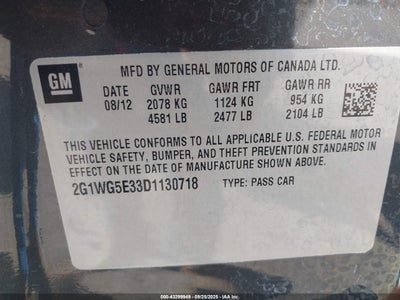 GM
MFD BY GENERAL MOTORS OF CANADA LTD.
DATE GVWR GAWR FRT GAWR RR
08/12 2078 KG 1124 KG 954 KG
4581 LB 2477 LB 2104 LB
THIS VEHICLE CONFORMS TO ALL APPLICABLE U.S. FEDERAL MOTOR
VEHICLE SAFETY, BUMPER, AND THEFT PREVENTION STANDARDS IN
EFFECT ON THE DATE OF MANUFACTURE SHOWN ABOVE.
2G1WG5E33D1130718 TYPE: PASS CAR
000-43299949 - 09/25/2025 - IAA Inc.